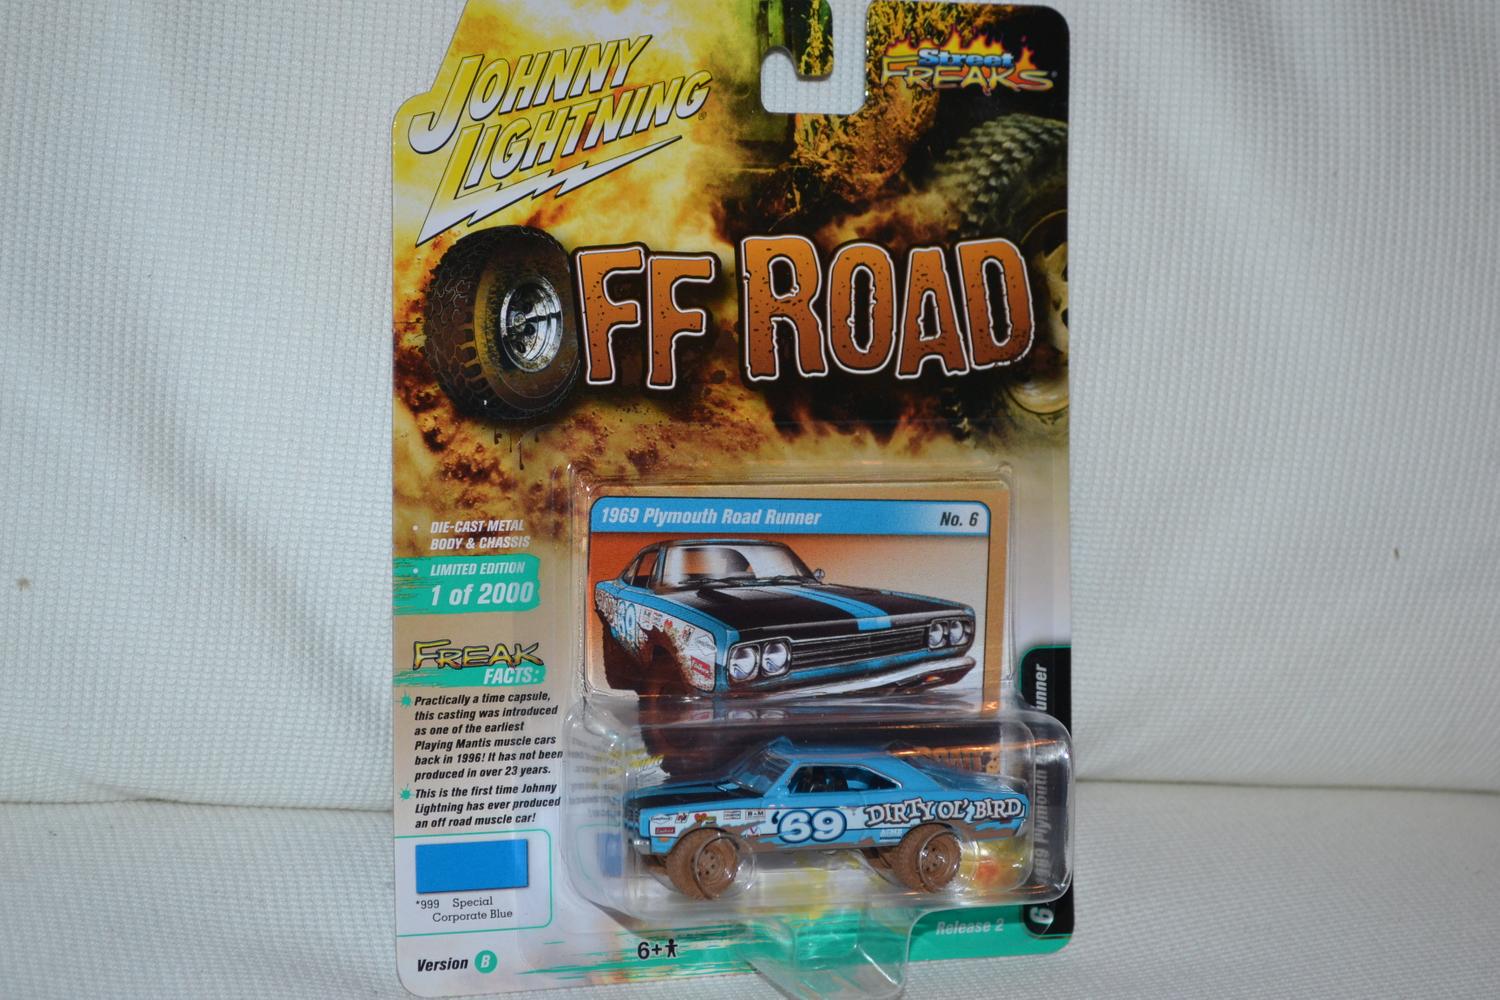 JOHNNY
LIGHTNING
Street
FREAKS
OFF ROAD
• DIE-CAST METAL
BODY & CHASSIS
• LIMITED EDITION
1 of 2000
FREAK
FACTS:
Practically a time capsule,
this casting was introduced
as one of the earliest
Playing Mantis muscle cars
back in 1996! It has not been
produced in over 23 years.
This is the first time Johnny
Lightning has ever produced
an off road muscle car!
*999 Special
Corporate Blue
Version B
6+
1969 Plymouth Road Runner
No. 6
69
'69 DIRTY OL' BIRD
Release 2
6
Plymouth